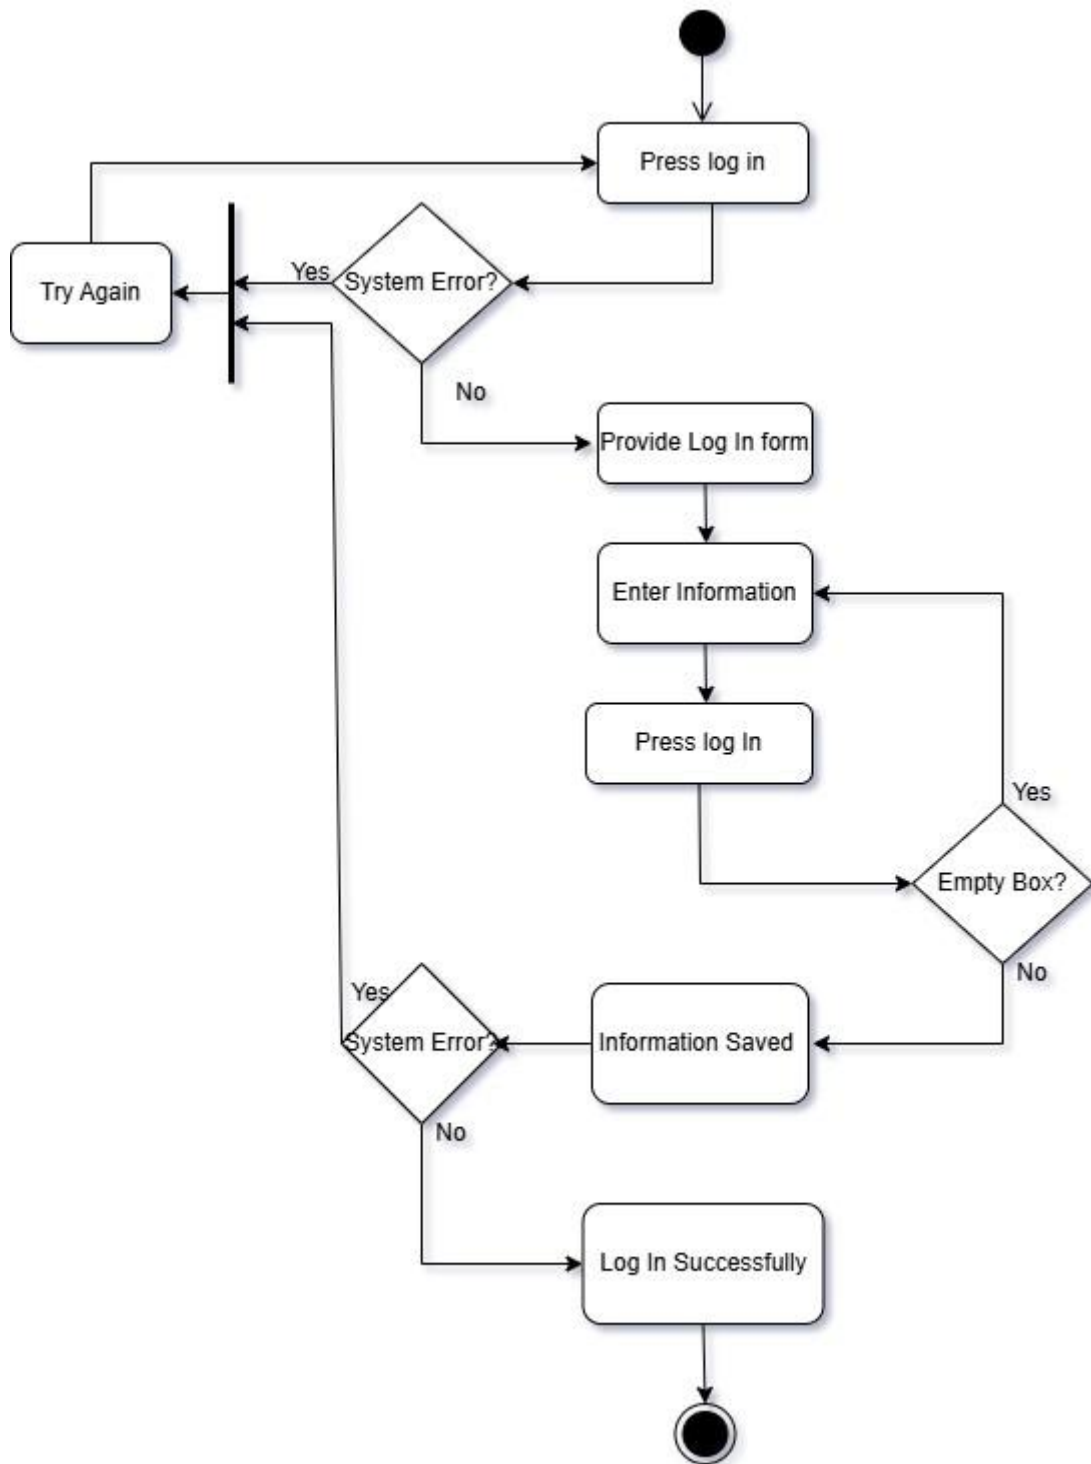 Press log in
Yes
System Error?
Try Again
No
Provide Log In form
Enter Information
Press log In
Yes
Empty Box?
No
Yes
System Error?
Information Saved
No
Log In Successfully